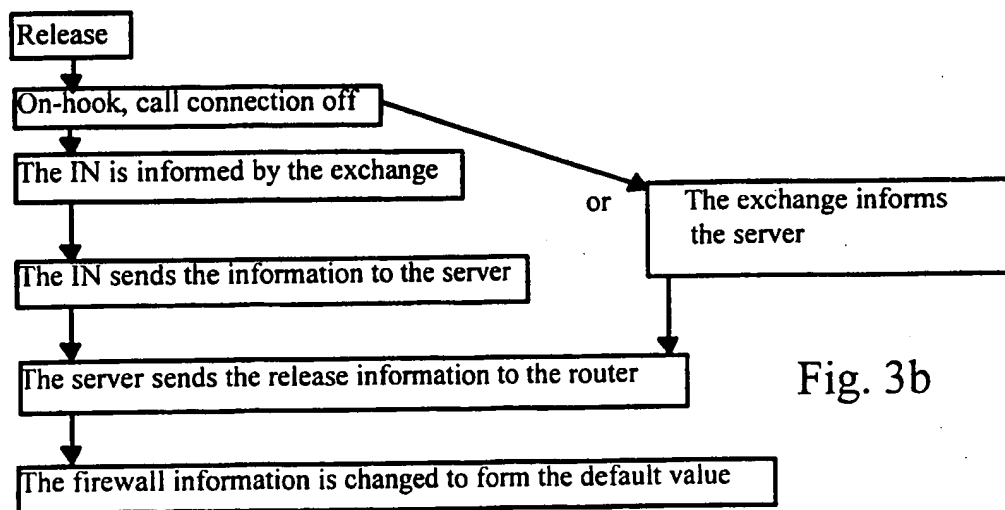 Release
On-hook, call connection off
The IN is informed by the exchange
or
The exchange informs
the server
The IN sends the information to the server
The server sends the release information to the router
Fig. 3b
The firewall information is changed to form the default value